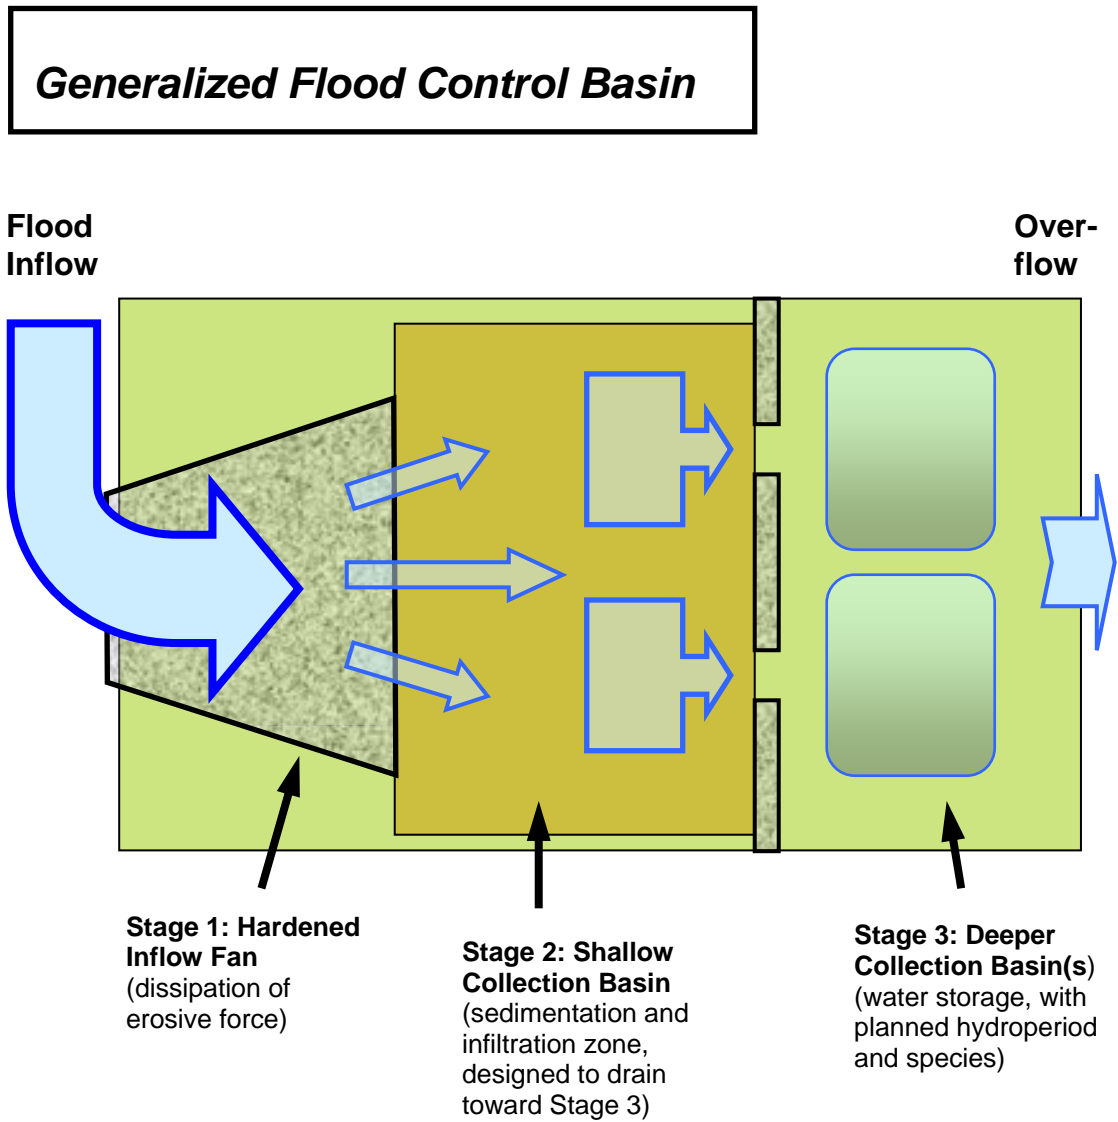 Generalized Flood Control Basin
Flood
Inflow
Over-
flow
Stage 1: Hardened
Inflow Fan
(dissipation of
erosive force)
Stage 2: Shallow
Collection Basin
(sedimentation and
infiltration zone,
designed to drain
toward Stage 3)
Stage 3: Deeper
Collection Basin(s)
(water storage, with
planned hydroperiod
and species)